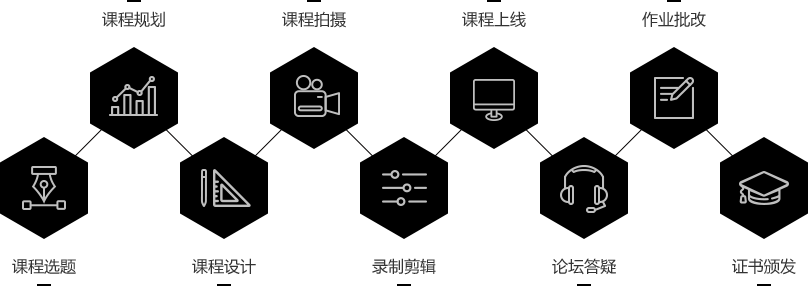 课程规划
课程拍摄
课程上线
作业批改
课程选题
课程设计
录制剪辑
论坛答疑
证书颁发